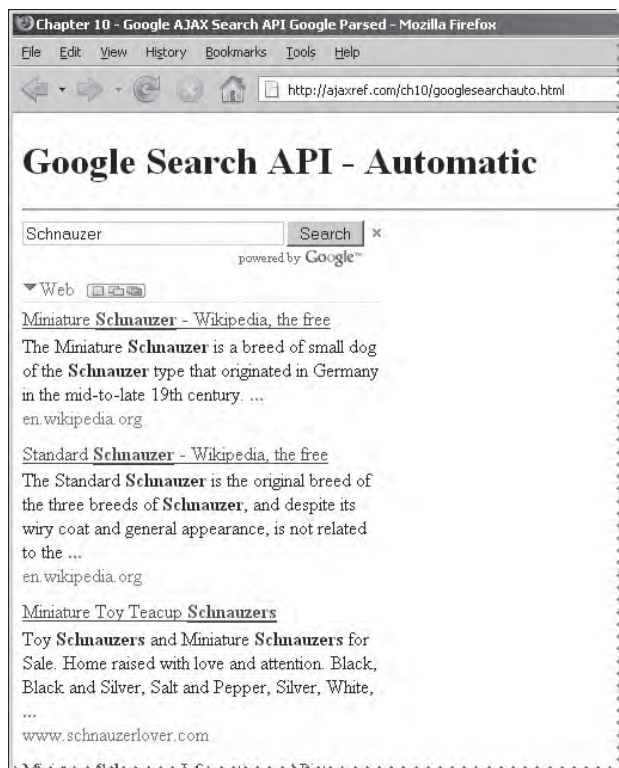 Chapter 10 - Google AJAX Search API Google Parsed - Mozilla Firefox
File Edit View History Bookmarks Tools Help
http://ajaxref.com/ch10/googlesearchauto.html
Google Search API - Automatic
Schnauzer Search ×
powered by Google™
Web
Miniature Schnauzer - Wikipedia, the free
The Miniature Schnauzer is a breed of small dog
of the Schnauzer type that originated in Germany
in the mid-to-late 19th century. ...
en.wikipedia.org
Standard Schnauzer - Wikipedia, the free
The Standard Schnauzer is the original breed of
the three breeds of Schnauzer, and despite its
wiry coat and general appearance, is not related
to the ...
en.wikipedia.org
Miniature Toy Teacup Schnauzers
Toy Schnauzers and Miniature Schnauzers for
Sale. Home raised with love and attention. Black,
Black and Silver, Salt and Pepper, Silver, White,
...
www.schnauzerlover.com